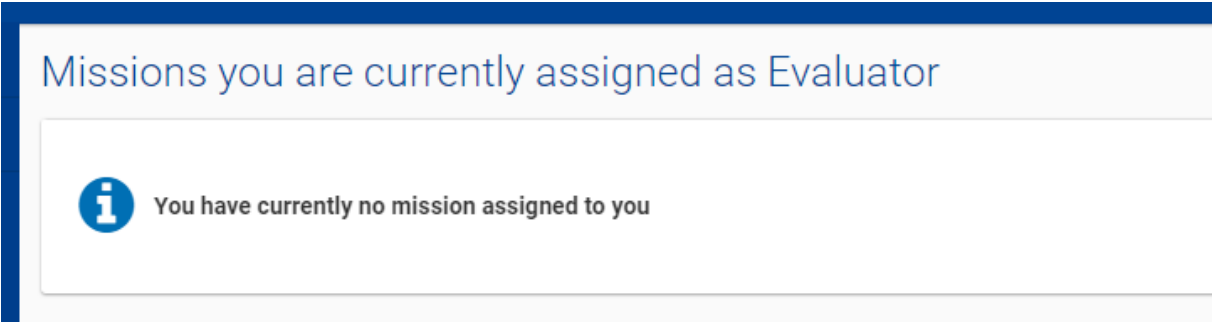 Missions you are currently assigned as Evaluator
You have currently no mission assigned to you